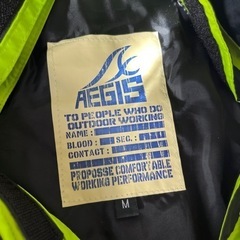 AEGIS
TO PEOPLE WHO DO
OUTDOOR WORKING
NAME :
BLOOD : SEC. :
CONTACT :
PROPOSSE COMFORTABLE
WORKING PERFORMANCE
M